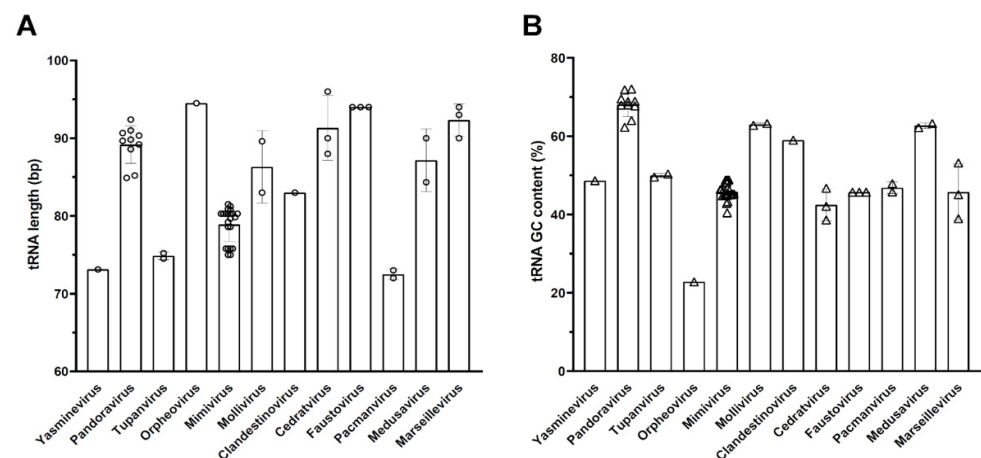 A
tRNA length (bp)
100
90
80
70
60
Yasminevirus
Pandoravirus
Tupanvirus
Orpheovirus
Mimivirus
Mollivirus
Clandestinovirus
Cedratvirus
Faustovirus
Pacmanvirus
Medusavirus
Marseillevirus
B
tRNA GC content (%)
80
60
40
20
0
Yasminevirus
Pandoravirus
Tupanvirus
Orpheovirus
Mimivirus
Mollivirus
Clandestinovirus
Cedratvirus
Faustovirus
Pacmanvirus
Medusavirus
Marseillevirus